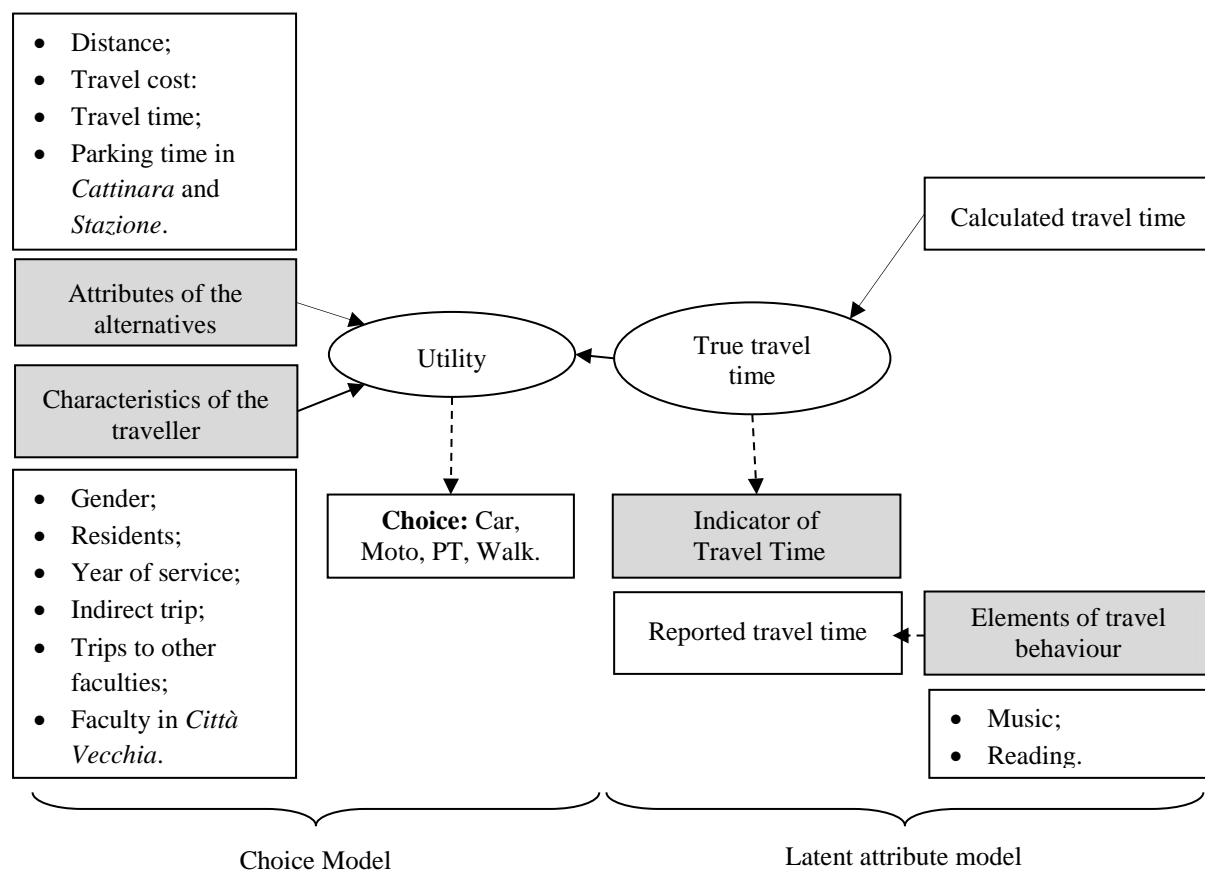 • Distance;
• Travel cost:
• Travel time;
• Parking time in
Cattinara and
Stazione.
Attributes of the
alternatives
Characteristics of the
traveller
• Gender;
• Residents;
• Year of service;
• Indirect trip;
• Trips to other
faculties;
• Faculty in Città
Vecchia.
Utility
Choice: Car,
Moto, PT, Walk.
True travel
time
Calculated travel time
Indicator of
Travel Time
Reported travel time
Elements of travel
behaviour
• Music;
• Reading.
Choice Model
Latent attribute model